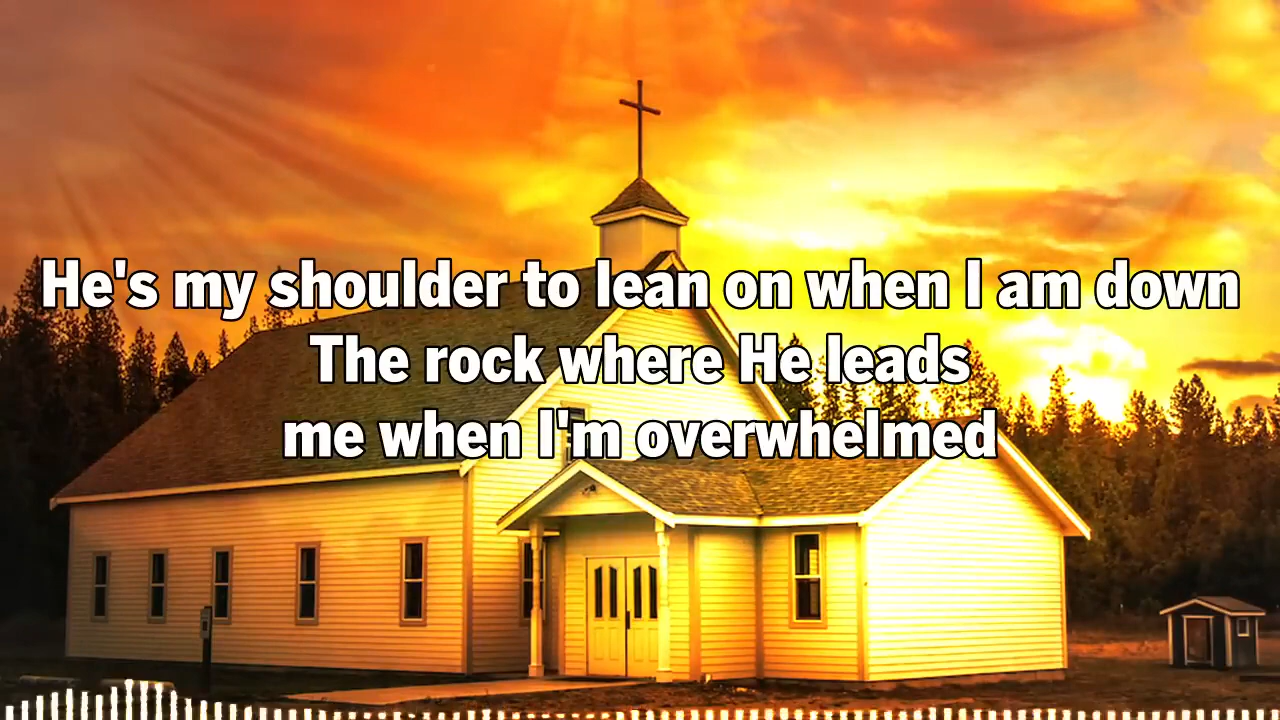 He's my shoulder to lean on when I am down
The rock where He leads
me when I'm overwhelmed